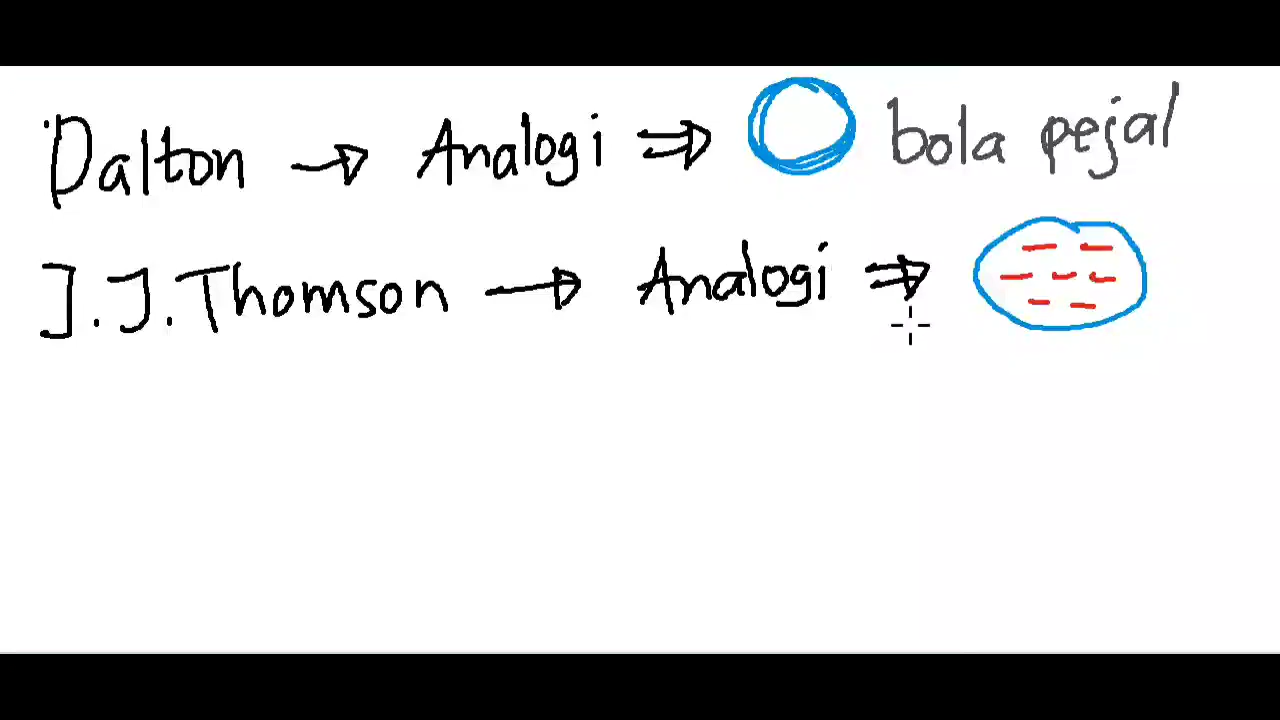 Dalton → Analogi ⇒ bola pejal
J.J.Thomson → Analogi ⇒